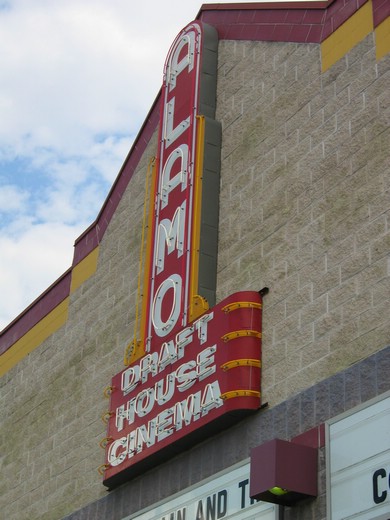 ALAMO
DRAFT
HOUSE
CINEMA
AND